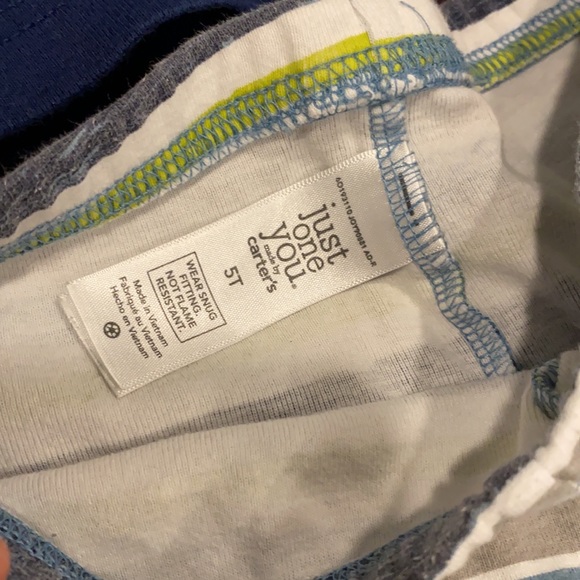 just
one
you®
made by
carter's
5T
WEAR SNUG
FITTING.
NOT FLAME
RESISTANT.
Made in Vietnam
Fabriqué au Vietnam
Hecho en Vietnam